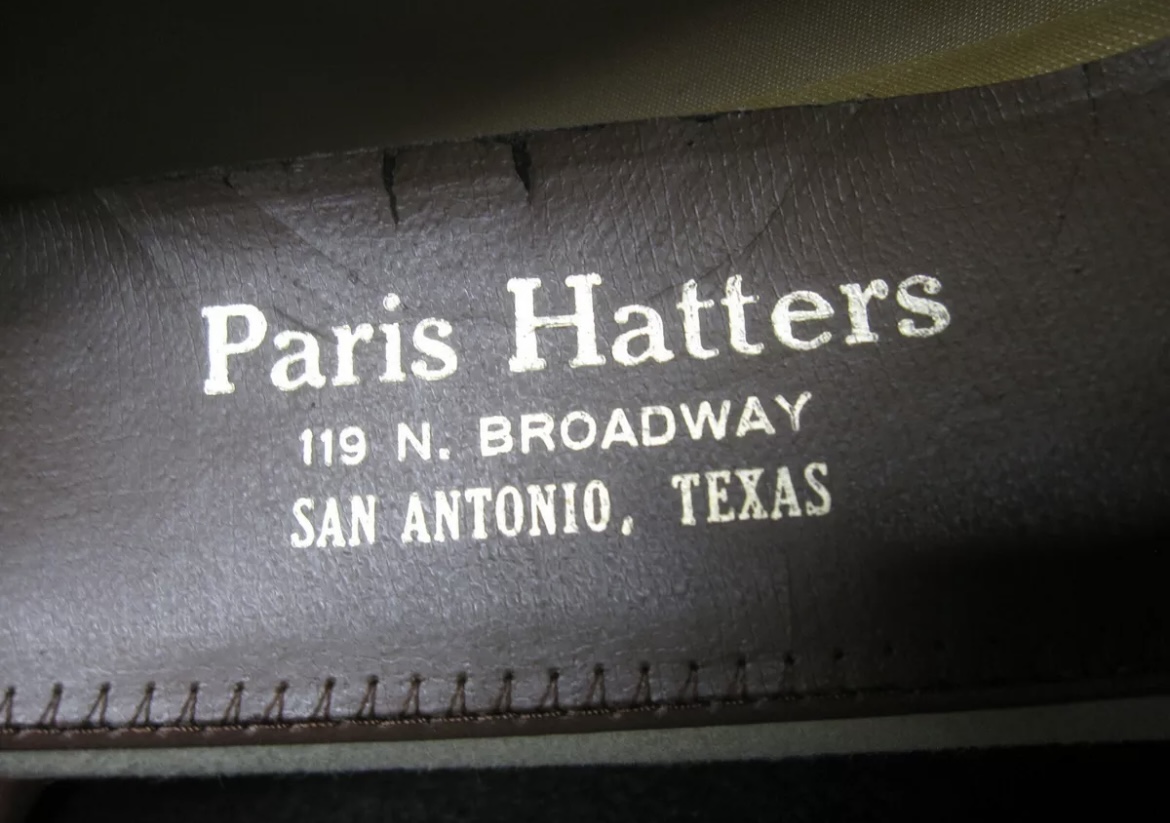 Paris Hatters
119 N. BROADWAY
SAN ANTONIO, TEXAS